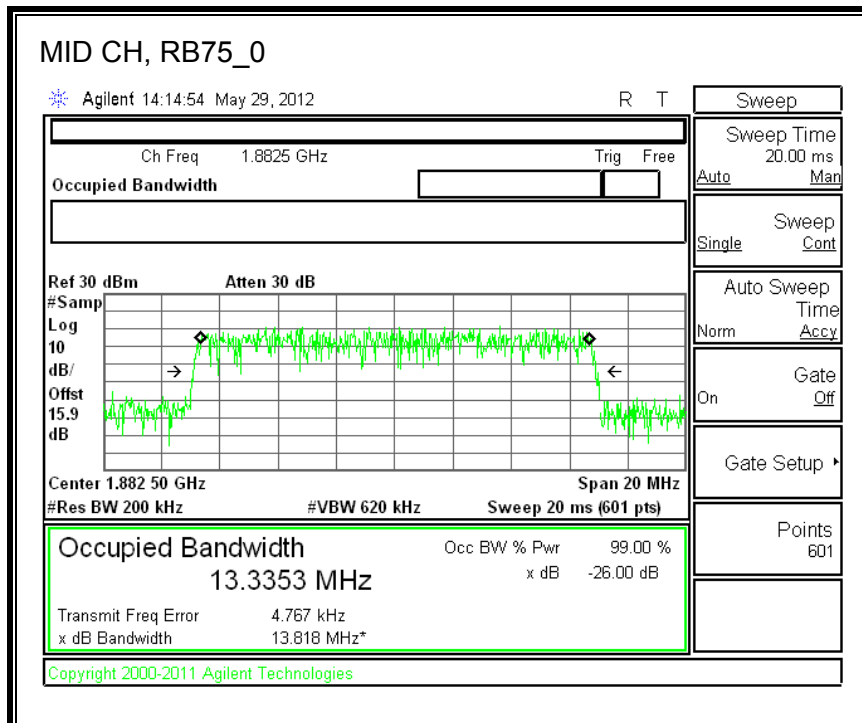 MID CH, RB75_0
Agilent 14:14:54 May 29, 2012 R T
Ch Freq 1.8825 GHz Trig Free
Occupied Bandwidth
Ref 30 dBm Atten 30 dB
#Samp
Log
10
dB/
Offst
15.9
dB
Center 1.882 50 GHz Span 20 MHz
#Res BW 200 kHz #VBW 620 kHz Sweep 20 ms (601 pts)
Occupied Bandwidth Occ BW % Pwr 99.00 %
13.3353 MHz x dB -26.00 dB
Transmit Freq Error 4.767 kHz
x dB Bandwidth 13.818 MHz*
Copyright 2000-2011 Agilent Technologies
Sweep
Sweep Time
20.00 ms
Auto Man
Sweep
Single Cont
Auto Sweep
Time
Norm Accy
Gate
On Off
Gate Setup
Points
601